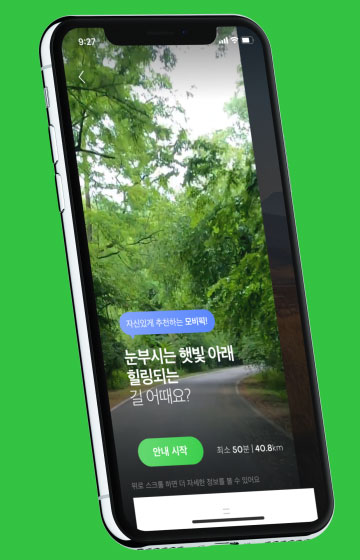 9:27
자신있게 추천하는 모비픽!
눈부시는 햇빛 아래
힐링되는
길 어때요?
안내 시작
최소 50분 | 40.8km
위로 스크롤 하면 더 자세한 정보를 볼 수 있어요